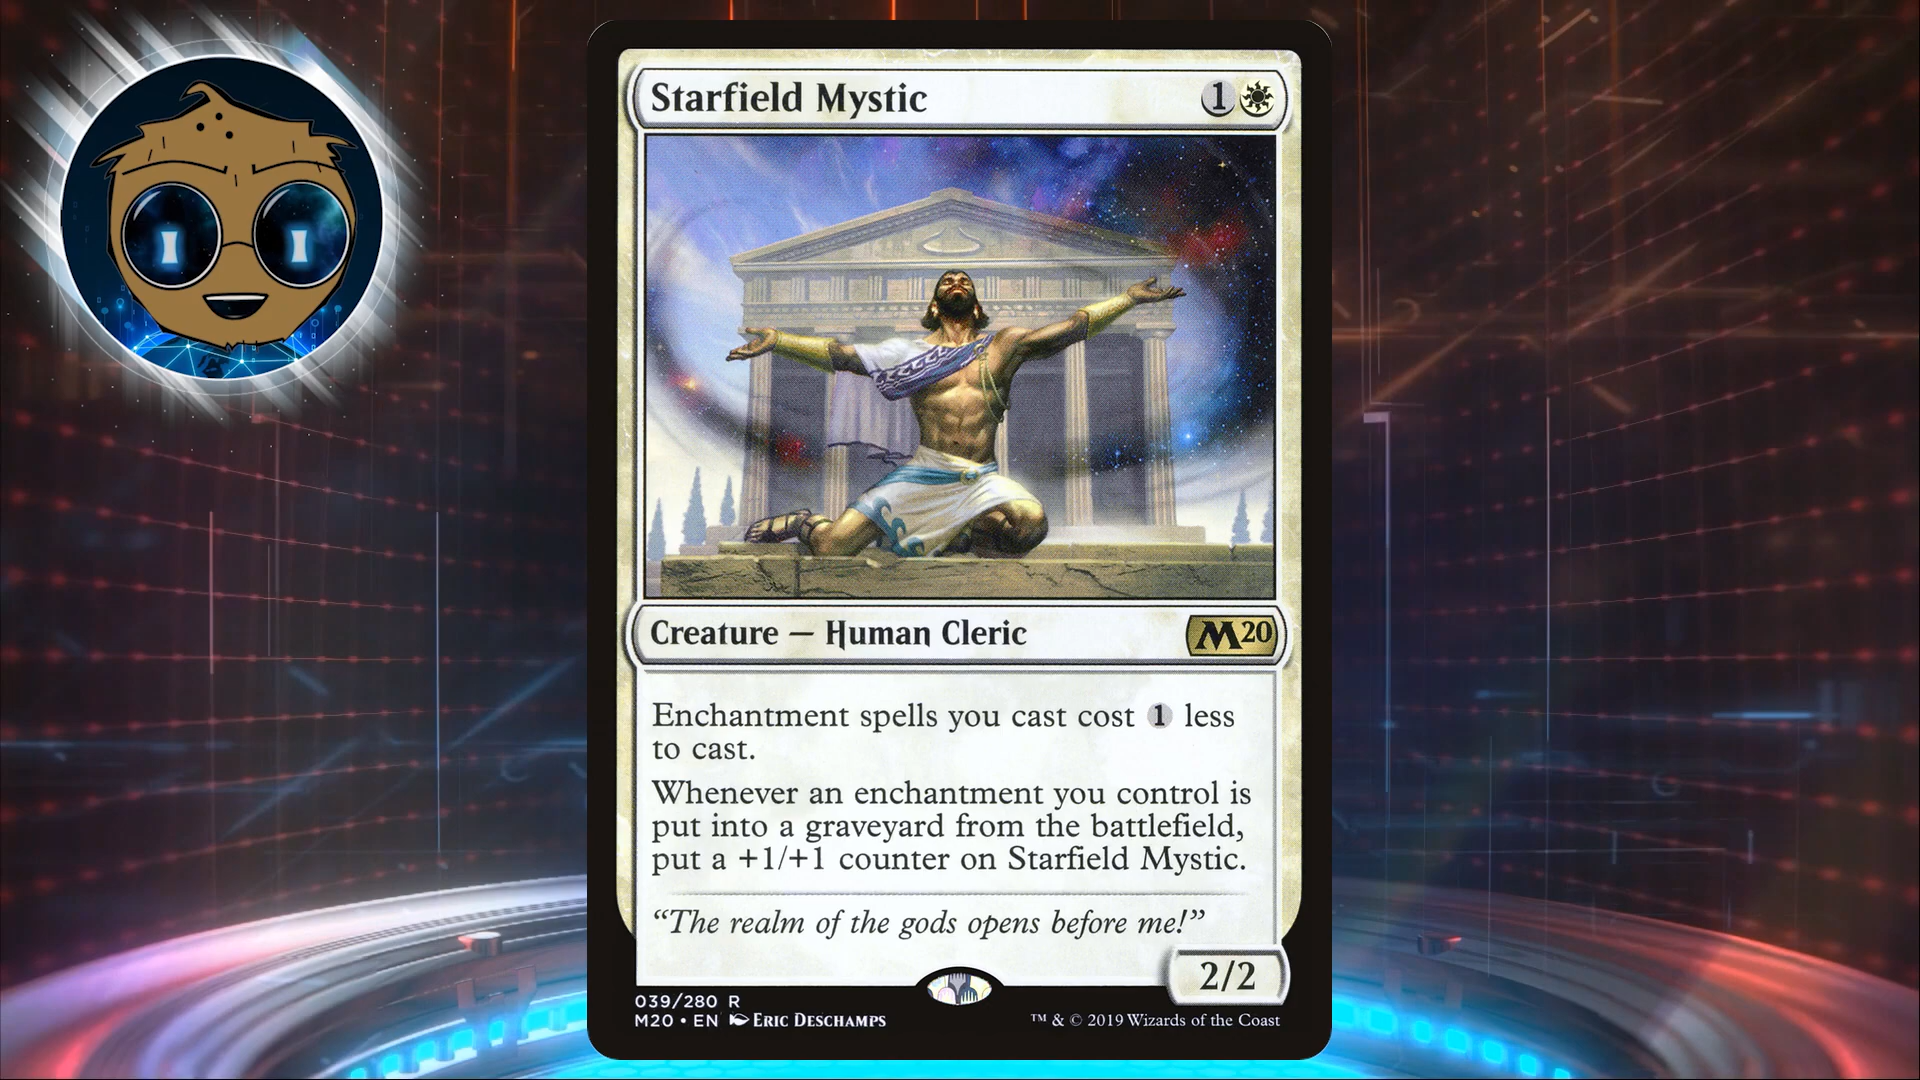 Starfield Mystic 1
Creature — Human Cleric M20
Enchantment spells you cast cost 1 less
to cast.
Whenever an enchantment you control is
put into a graveyard from the battlefield,
put a +1/+1 counter on Starfield Mystic.
“The realm of the gods opens before me!”
2/2
039/280 R
M20 • EN Eric Deschamps
™ & © 2019 Wizards of the Coast